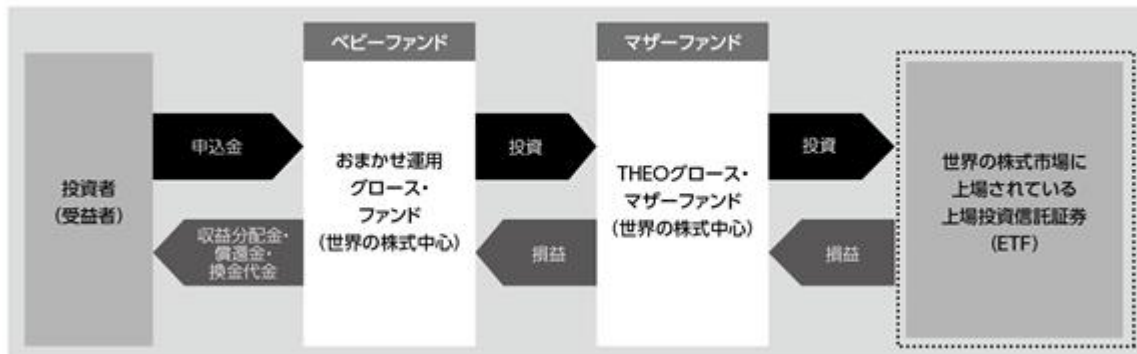 投資者
(受益者)
申込金
収益分配金・
償還金・
換金代金
ベビーファンド
おまかせ運用
グロース・
ファンド
(世界の株式中心)
投資
損益
マザーファンド
THEOグロース・
マザーファンド
(世界の株式中心)
投資
損益
世界の株式市場に
上場されている
上場投資信託証券
(ETF)